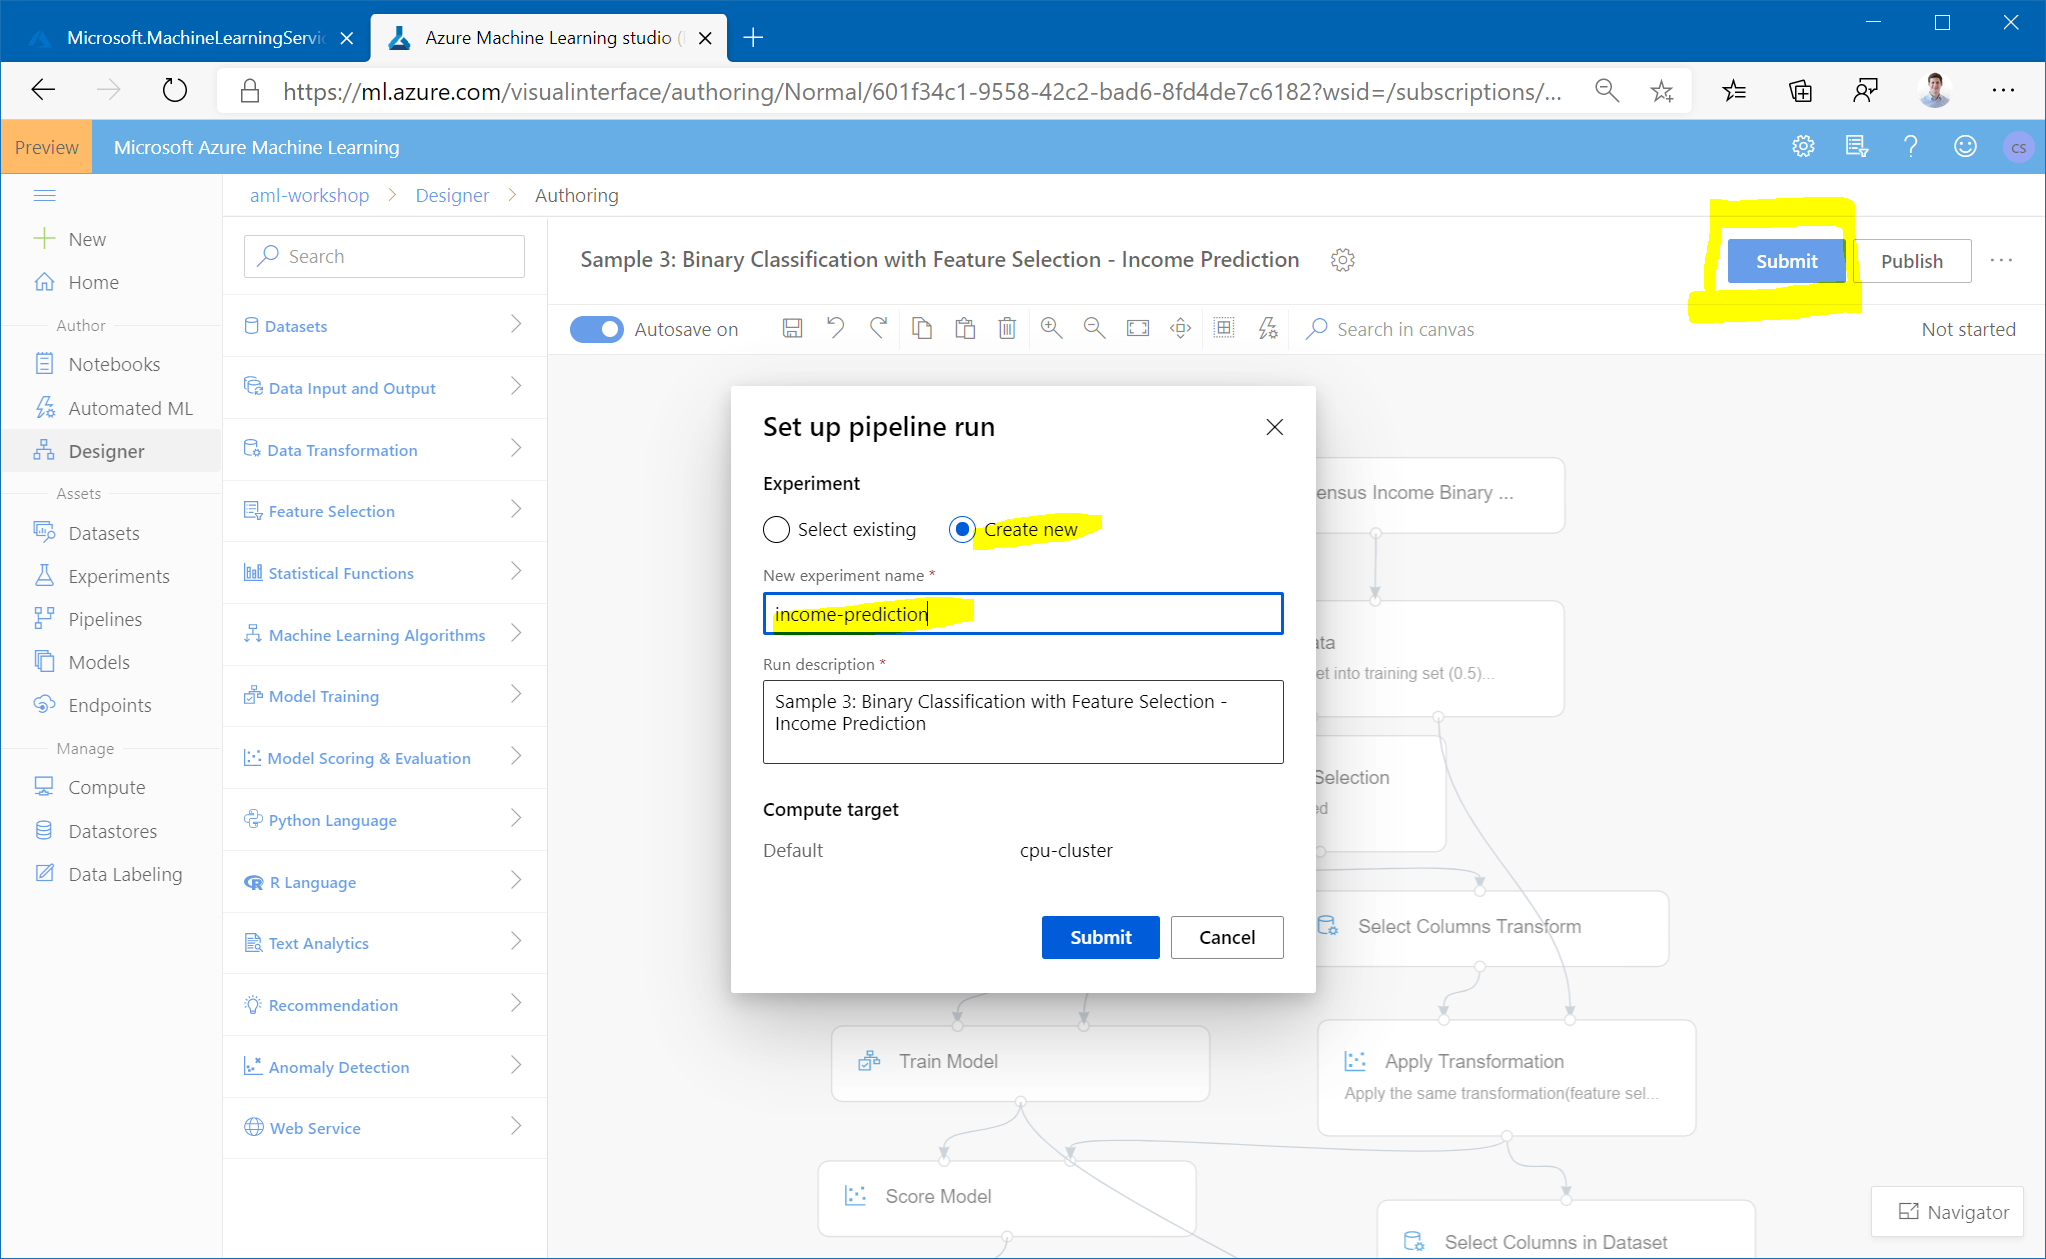 Microsoft.MachineLearningServic
Azure Machine Learning studio (
https://ml.azure.com/visualinterface/authoring/Normal/601f34c1-9558-42c2-bad6-8fd4de7c6182?wsid=/subscriptions/...
Preview
Microsoft Azure Machine Learning
CS
aml-workshop > Designer > Authoring
New
Home
Author
Notebooks
Automated ML
Designer
Assets
Datasets
Experiments
Pipelines
Models
Endpoints
Manage
Compute
Datastores
Data Labeling
Search
Datasets
Data Input and Output
Data Transformation
Feature Selection
Statistical Functions
Machine Learning Algorithms
Model Training
Model Scoring & Evaluation
Python Language
R Language
Text Analytics
Recommendation
Anomaly Detection
Web Service
Sample 3: Binary Classification with Feature Selection - Income Prediction
Submit
Publish
Autosave on
Search in canvas
Not started
Set up pipeline run
Experiment
Select existing
Create new
New experiment name *
income-prediction
Run description *
Sample 3: Binary Classification with Feature Selection -
Income Prediction
Compute target
Default
cpu-cluster
Submit
Cancel
ensus Income Binary ...
ata
et into training set (0.5)...
Selection
ed
Select Columns Transform
Train Model
Apply Transformation
Apply the same transformation(feature sel...
Score Model
Select Columns in Dataset
Navigator